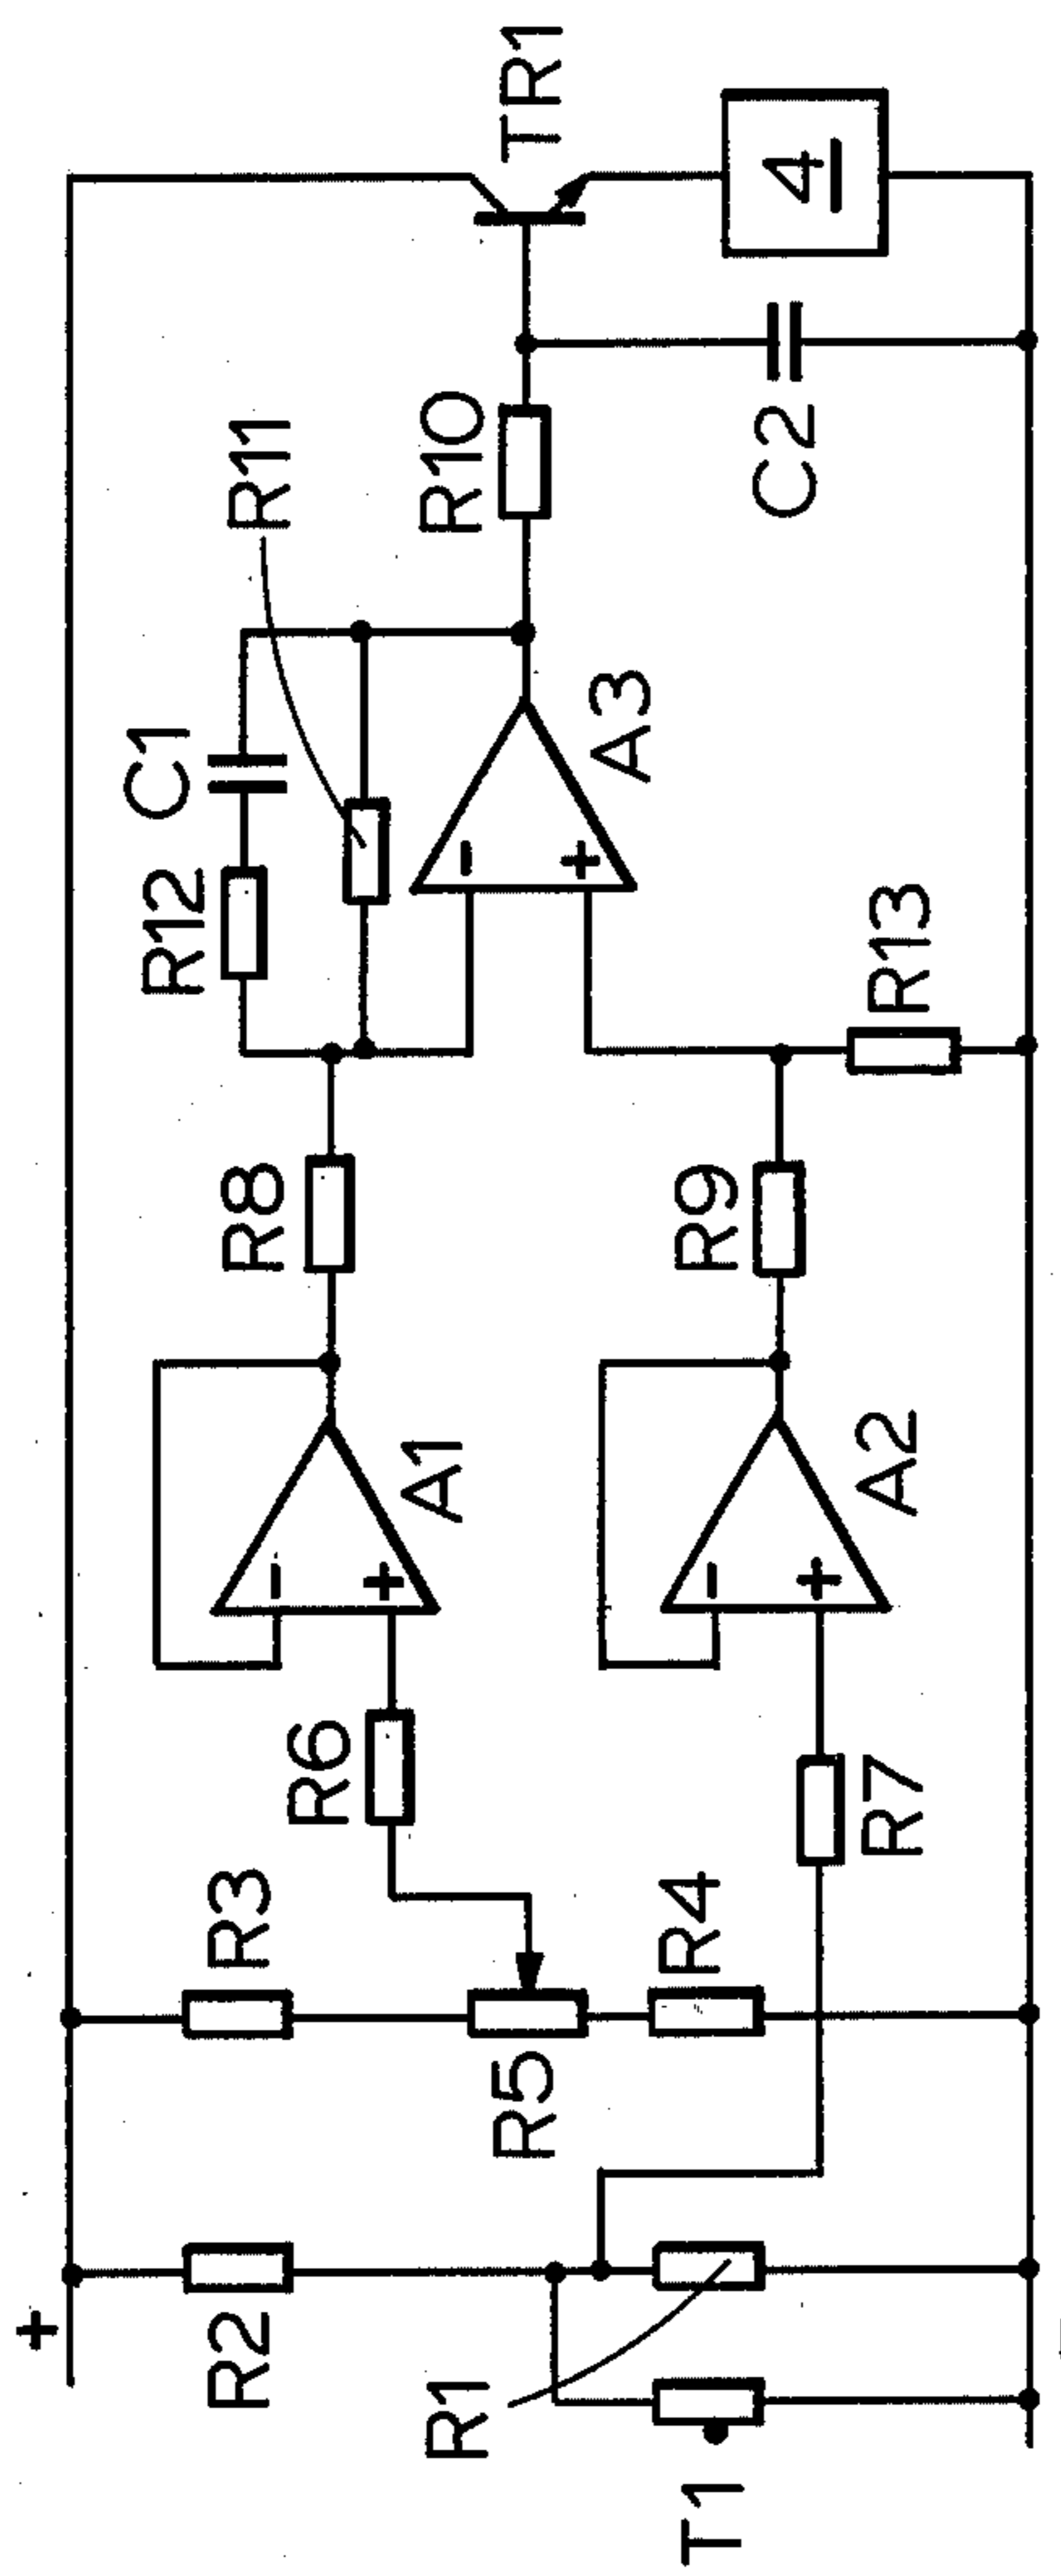 +
R2
R1
T1
R3
R5
R4
R6
R7
-
+
A1
-
+
A2
R8
R9
R12
C1
R11
-
+
A3
R13
R10
C2
TR1
4